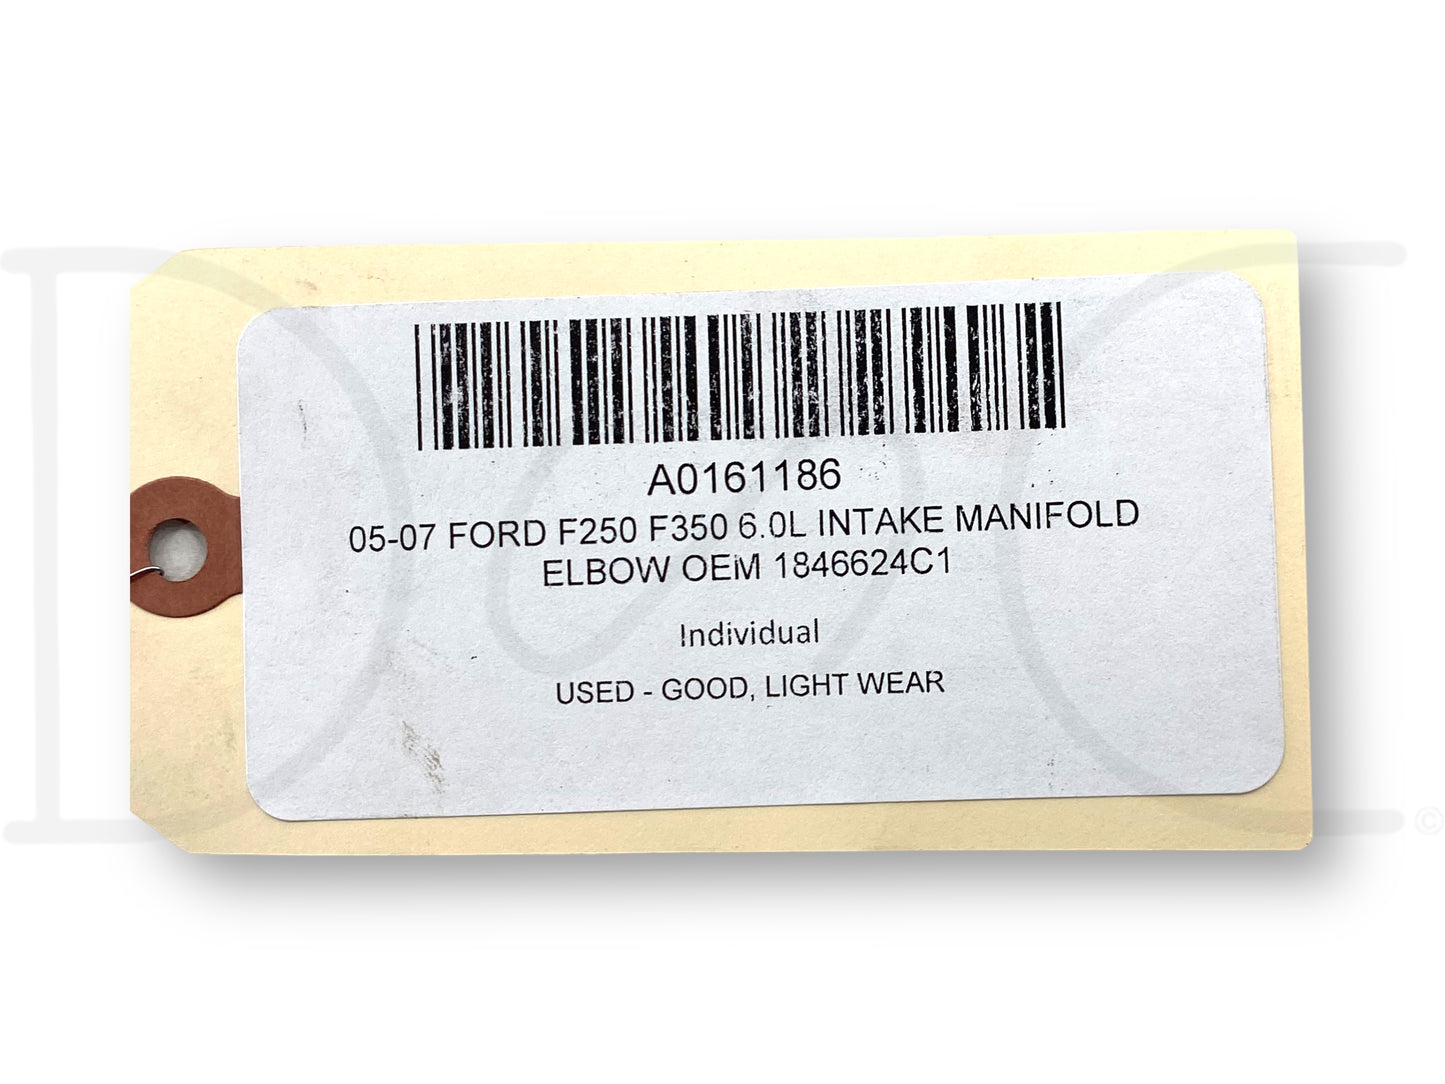 A0161186
05-07 FORD F250 F350 6.0L INTAKE MANIFOLD
ELBOW OEM 1846624C1
Individual
USED - GOOD, LIGHT WEAR
©